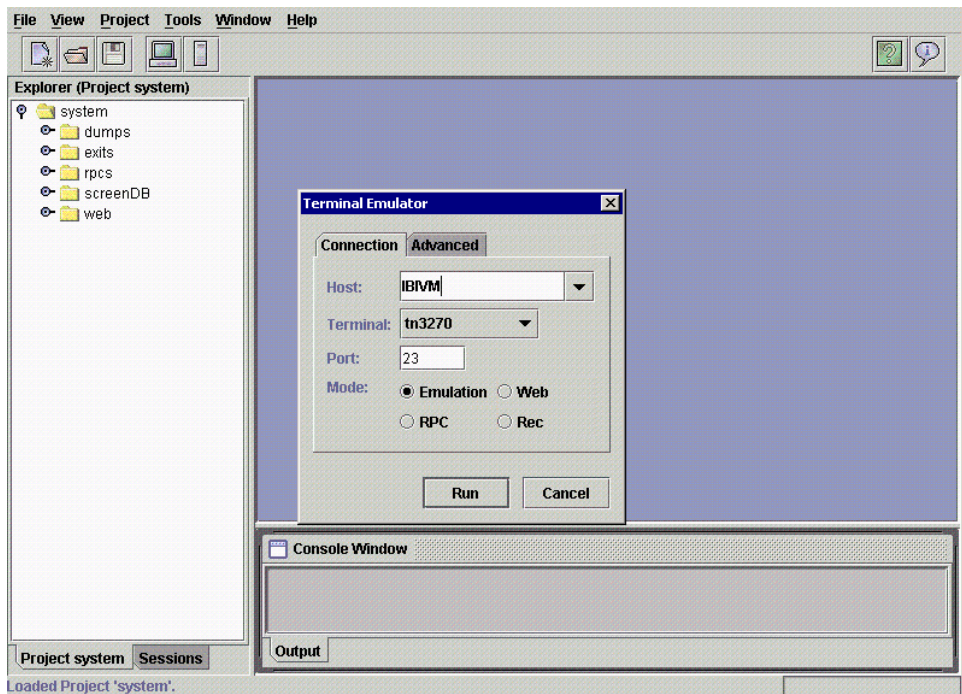 File View Project Tools Window Help
Explorer (Project system)
system
dumps
exits
rpcs
screenDB
web
Terminal Emulator
Connection Advanced
Host: IBIVM
Terminal: tn3270
Port: 23
Mode: Emulation Web
RPC Rec
Run Cancel
Console Window
Output
Project system Sessions
Loaded Project 'system'.